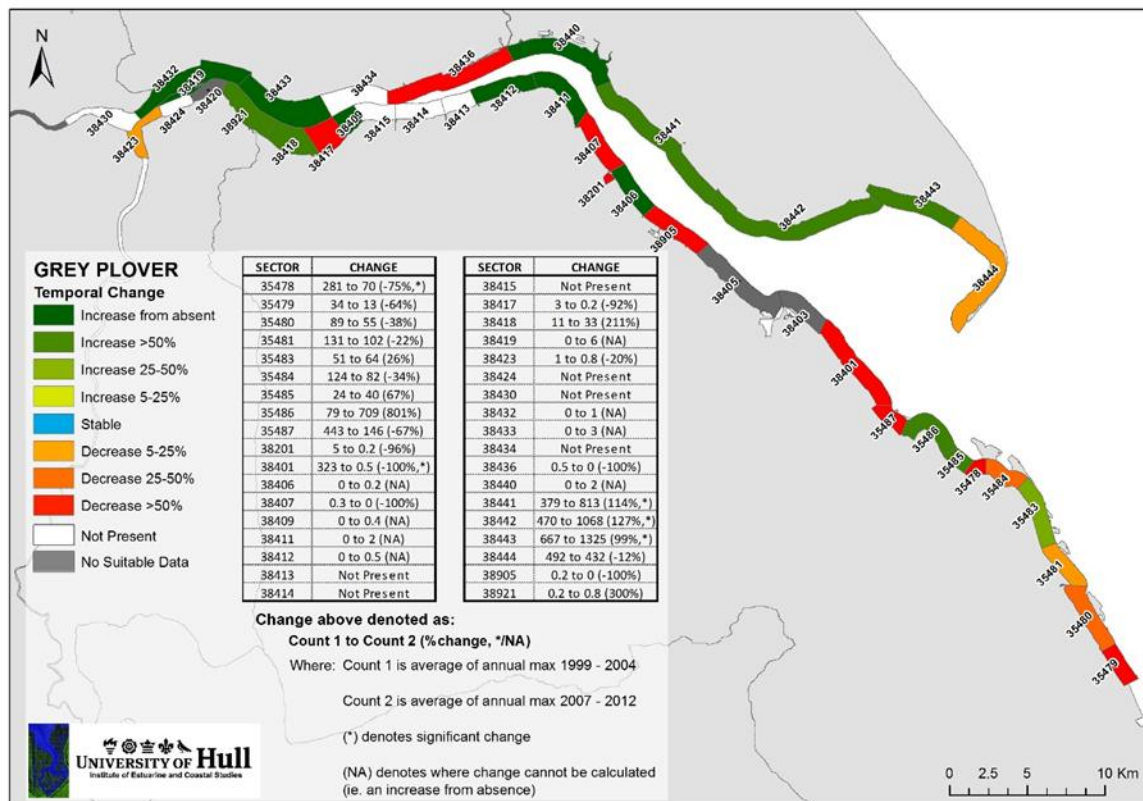 N
38432
38419
38420
38433
38434
38436
38440
38430
38424
38423
38921
38418
38417
38409
38415
38414
38413
38412
38411
38407
38201
38406
38905
38405
38403
38401
38441
38442
38443
38444
35487
35486
35485
35478
35484
35483
35481
35480
35479
GREY PLOVER
Temporal Change
Increase from absent
Increase >50%
Increase 25-50%
Increase 5-25%
Stable
Decrease 5-25%
Decrease 25-50%
Decrease >50%
Not Present
No Suitable Data
SECTOR CHANGE
35478 281 to 70 (-75%,*)
35479 34 to 13 (-64%)
35480 89 to 55 (-38%)
35481 131 to 102 (-22%)
35483 51 to 64 (26%)
35484 124 to 82 (-34%)
35485 24 to 40 (67%)
35486 79 to 709 (801%)
35487 443 to 146 (-67%)
38201 5 to 0.2 (-96%)
38401 323 to 0.5 (-100%,*)
38406 0 to 0.2 (NA)
38407 0.3 to 0 (-100%)
38409 0 to 0.4 (NA)
38411 0 to 2 (NA)
38412 0 to 0.5 (NA)
38413 Not Present
38414 Not Present
SECTOR CHANGE
38415 Not Present
38417 3 to 0.2 (-92%)
38418 11 to 33 (211%)
38419 0 to 6 (NA)
38423 1 to 0.8 (-20%)
38424 Not Present
38430 Not Present
38432 0 to 1 (NA)
38433 0 to 3 (NA)
38434 Not Present
38436 0.5 to 0 (-100%)
38440 0 to 2 (NA)
38441 379 to 813 (114%,*)
38442 470 to 1068 (127%,*)
38443 667 to 1325 (99%,*)
38444 492 to 432 (-12%)
38905 0.2 to 0 (-100%)
38921 0.2 to 0.8 (300%)
Change above denoted as:
Count 1 to Count 2 (%change, */NA)
Where: Count 1 is average of annual max 1999 - 2004
Count 2 is average of annual max 2007 - 2012
(*) denotes significant change
(NA) denotes where change cannot be calculated
(ie. an increase from absence)
UNIVERSITY OF Hull
Institute of Estuarine and Coastal Studies
0 2.5 5 10 Km